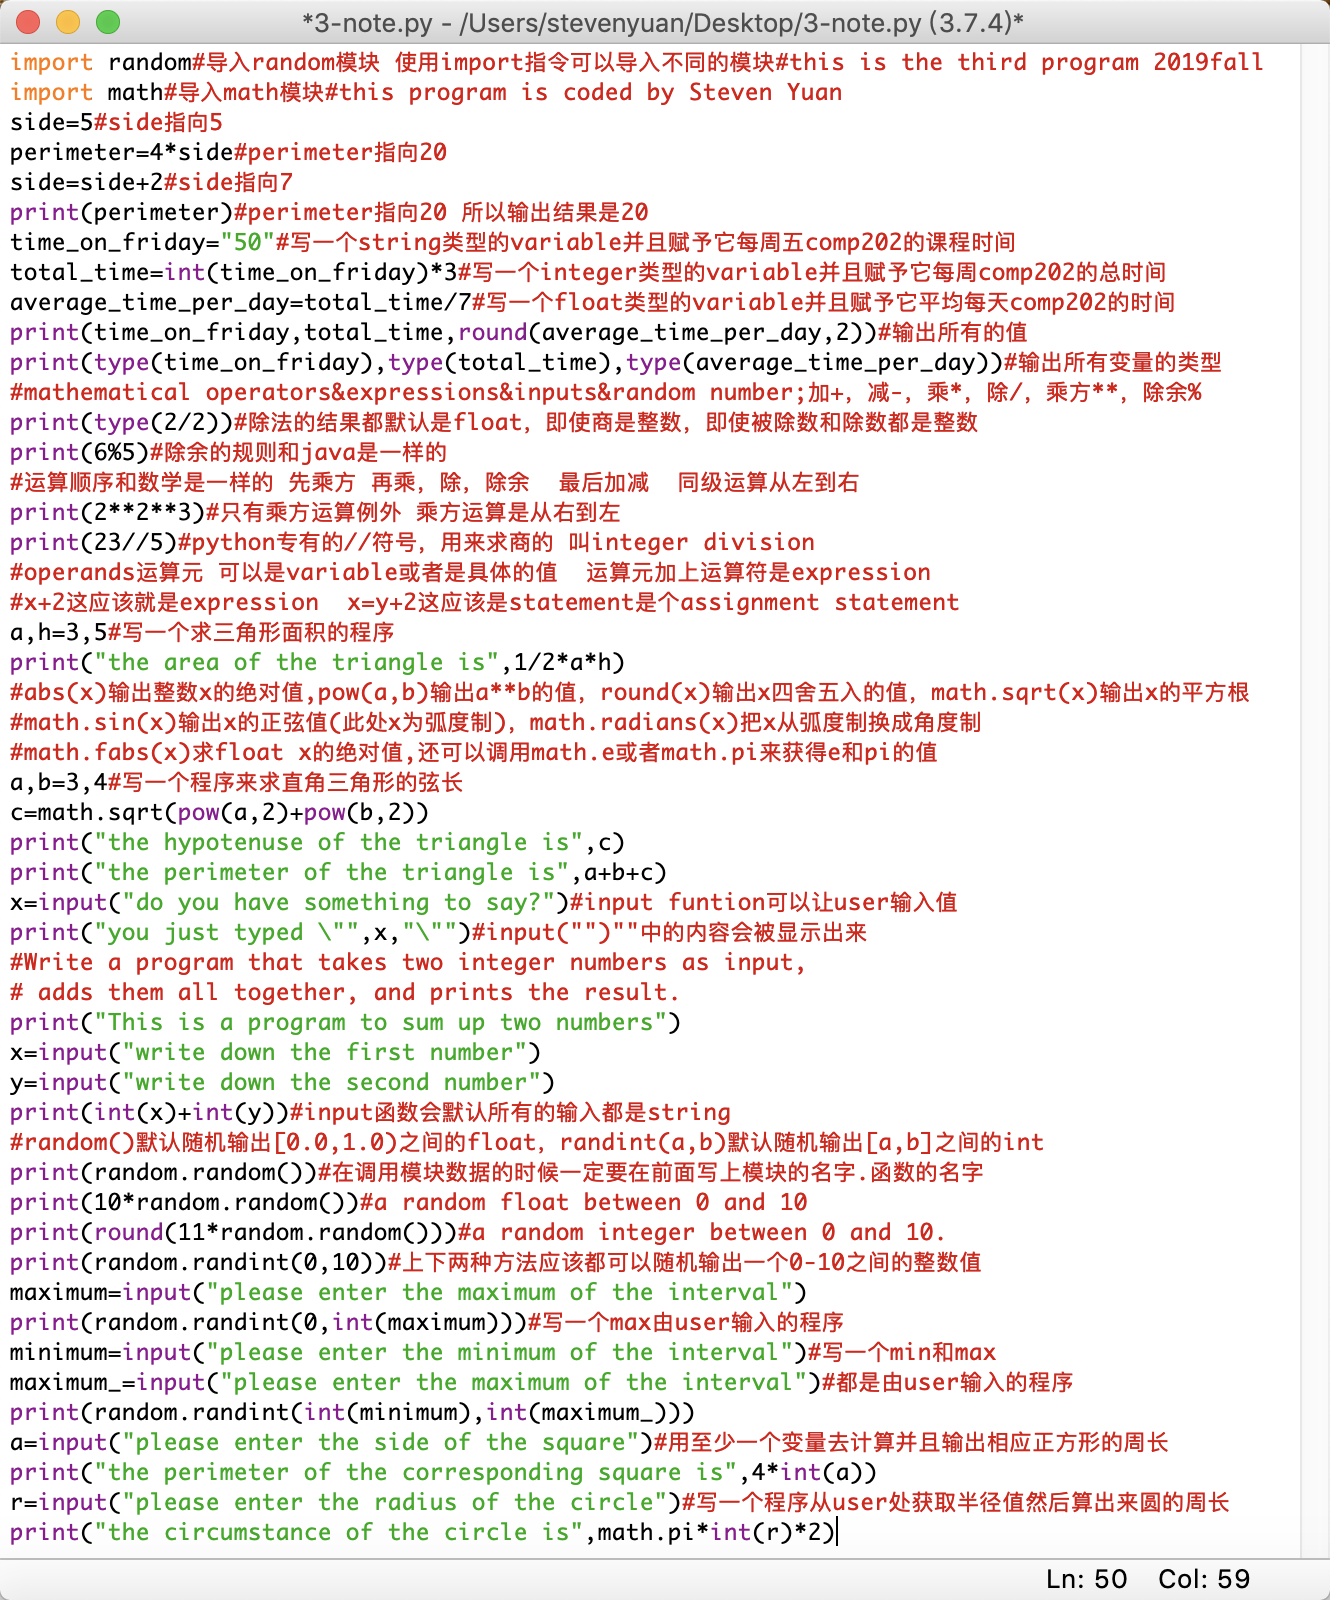 *3-note.py - /Users/stevenyuan/Desktop/3-note.py (3.7.4)*
import random#导入random模块 使用import指令可以导入不同的模块#this is the third program 2019fall
import math#导入math模块#this program is coded by Steven Yuan
side=5#side指向5
perimeter=4*side#perimeter指向20
side=side+2#side指向7
print(perimeter)#perimeter指向20 所以输出结果是20
time_on_friday="50"#写一个string类型的variable并且赋予它每周五comp202的课程时间
total_time=int(time_on_friday)*3#写一个integer类型的variable并且赋予它每周comp202的总时间
average_time_per_day=total_time/7#写一个float类型的variable并且赋予它平均每天comp202的时间
print(time_on_friday,total_time,round(average_time_per_day,2))#输出所有的值
print(type(time_on_friday),type(total_time),type(average_time_per_day))#输出所有变量的类型
#mathematical operators&expressions&inputs&random number;加+，减-，乘*，除/，乘方**，除余%
print(type(2/2))#除法的结果都默认是float，即使商是整数，即使被除数和除数都是整数
print(6%5)#除余的规则和java是一样的
#运算顺序和数学是一样的 先乘方 再乘，除，除余  最后加减  同级运算从左到右
print(2**2**3)#只有乘方运算例外 乘方运算是从右到左
print(23//5)#python专有的//符号，用来求商的 叫integer division
#operands运算元 可以是variable或者是具体的值  运算元加上运算符是expression
#x+2这应该就是expression  x=y+2这应该是statement是个assignment statement
a,h=3,5#写一个求三角形面积的程序
print("the area of the triangle is",1/2*a*h)
#abs(x)输出整数x的绝对值,pow(a,b)输出a**b的值，round(x)输出x四舍五入的值，math.sqrt(x)输出x的平方根
#math.sin(x)输出x的正弦值(此处x为弧度制)，math.radians(x)把x从弧度制换成角度制
#math.fabs(x)求float x的绝对值,还可以调用math.e或者math.pi来获得e和pi的值
a,b=3,4#写一个程序来求直角三角形的弦长
c=math.sqrt(pow(a,2)+pow(b,2))
print("the hypotenuse of the triangle is",c)
print("the perimeter of the triangle is",a+b+c)
x=input("do you have something to say?")#input funtion可以让user输入值
print("you just typed \"",x,"\"")#input("")""中的内容会被显示出来
#Write a program that takes two integer numbers as input,
# adds them all together, and prints the result.
print("This is a program to sum up two numbers")
x=input("write down the first number")
y=input("write down the second number")
print(int(x)+int(y))#input函数会默认所有的输入都是string
#random()默认随机输出[0.0,1.0)之间的float，randint(a,b)默认随机输出[a,b]之间的int
print(random.random())#在调用模块数据的时候一定要在前面写上模块的名字.函数的名字
print(10*random.random())#a random float between 0 and 10
print(round(11*random.random()))#a random integer between 0 and 10.
print(random.randint(0,10))#上下两种方法应该都可以随机输出一个0-10之间的整数值
maximum=input("please enter the maximum of the interval")
print(random.randint(0,int(maximum)))#写一个max由user输入的程序
minimum=input("please enter the minimum of the interval")#写一个min和max
maximum_=input("please enter the maximum of the interval")#都是由user输入的程序
print(random.randint(int(minimum),int(maximum_)))
a=input("please enter the side of the square")#用至少一个变量去计算并且输出相应正方形的周长
print("the perimeter of the corresponding square is",4*int(a))
r=input("please enter the radius of the circle")#写一个程序从user处获取半径值然后算出来圆的周长
print("the circumstance of the circle is",math.pi*int(r)*2)
Ln: 50  Col: 59